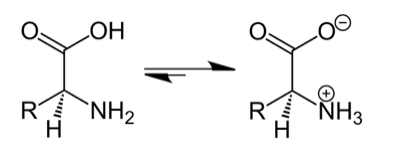 O OH O O⊖
R NH₂ R ⊕NH₃
H H